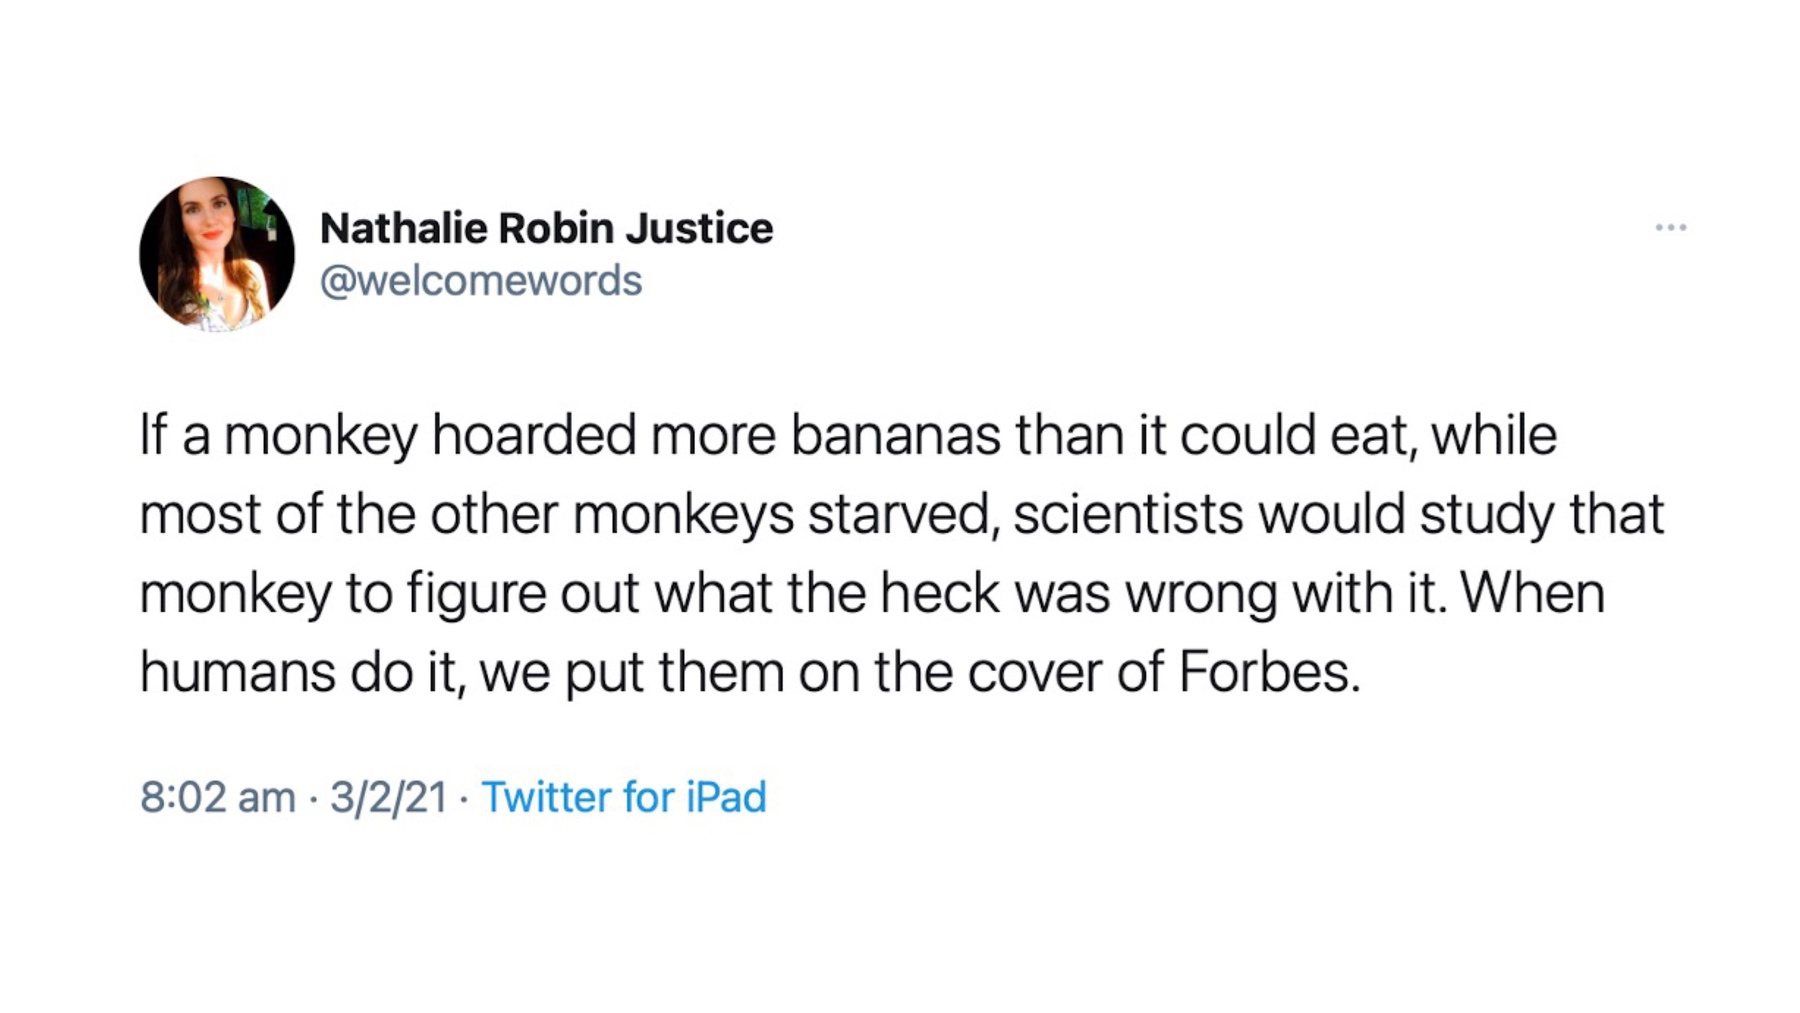 Nathalie Robin Justice
@welcomewords
If a monkey hoarded more bananas than it could eat, while
most of the other monkeys starved, scientists would study that
monkey to figure out what the heck was wrong with it. When
humans do it, we put them on the cover of Forbes.
8:02 am · 3/2/21 · Twitter for iPad